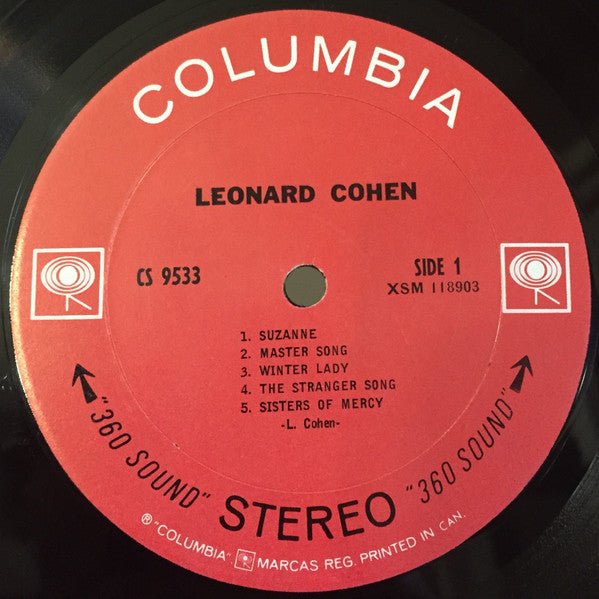 COLUMBIA
LEONARD COHEN
CS 9533
SIDE 1
XSM 118903
1. SUZANNE
2. MASTER SONG
3. WINTER LADY
4. THE STRANGER SONG
5. SISTERS OF MERCY
-L. Cohen-
"360 SOUND" STEREO "360 SOUND"
® "COLUMBIA" MARCAS REG. PRINTED IN CAN.